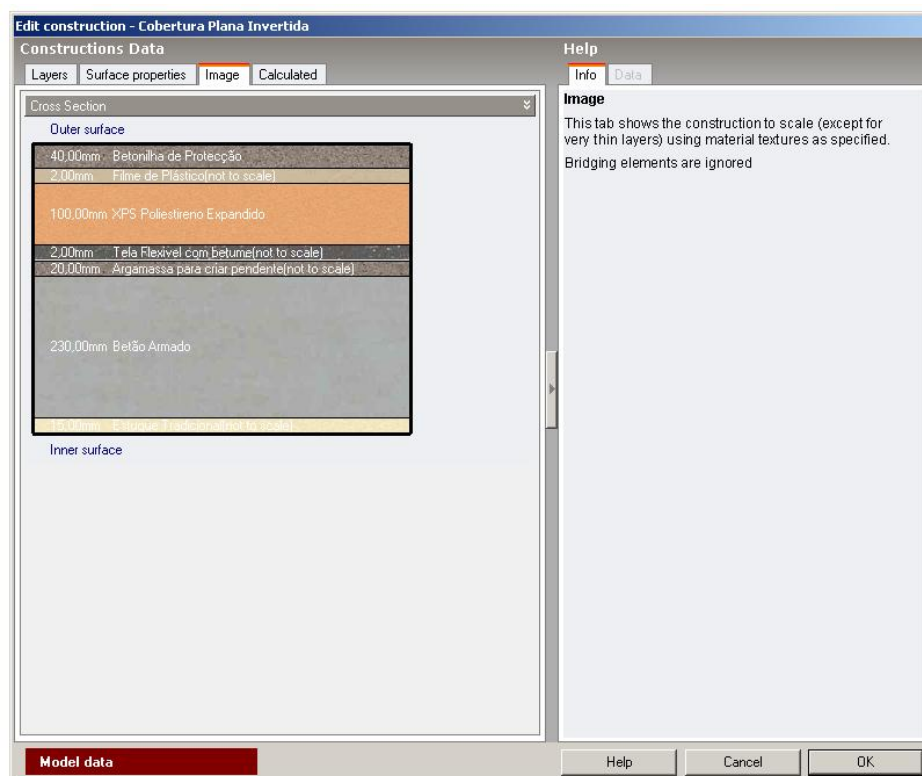 Edit construction - Cobertura Plana Invertida
Constructions Data
Layers
Surface properties
Image
Calculated
Cross Section
Outer surface
40,00mm Betonilha de Protecção
2,00mm Filme de Plástico(not to scale)
100,00mm XPS Poliestireno Expandido
2,00mm Tela Flexivel com betume(not to scale)
20,00mm Argamassa para criar pendente(not to scale)
230,00mm Betão Armado
15,00mm Estuque Tradicional(not to scale)
Inner surface
Model data
Help
Info
Data
Image
This tab shows the construction to scale (except for
very thin layers) using material textures as specified.
Bridging elements are ignored
Help
Cancel
OK